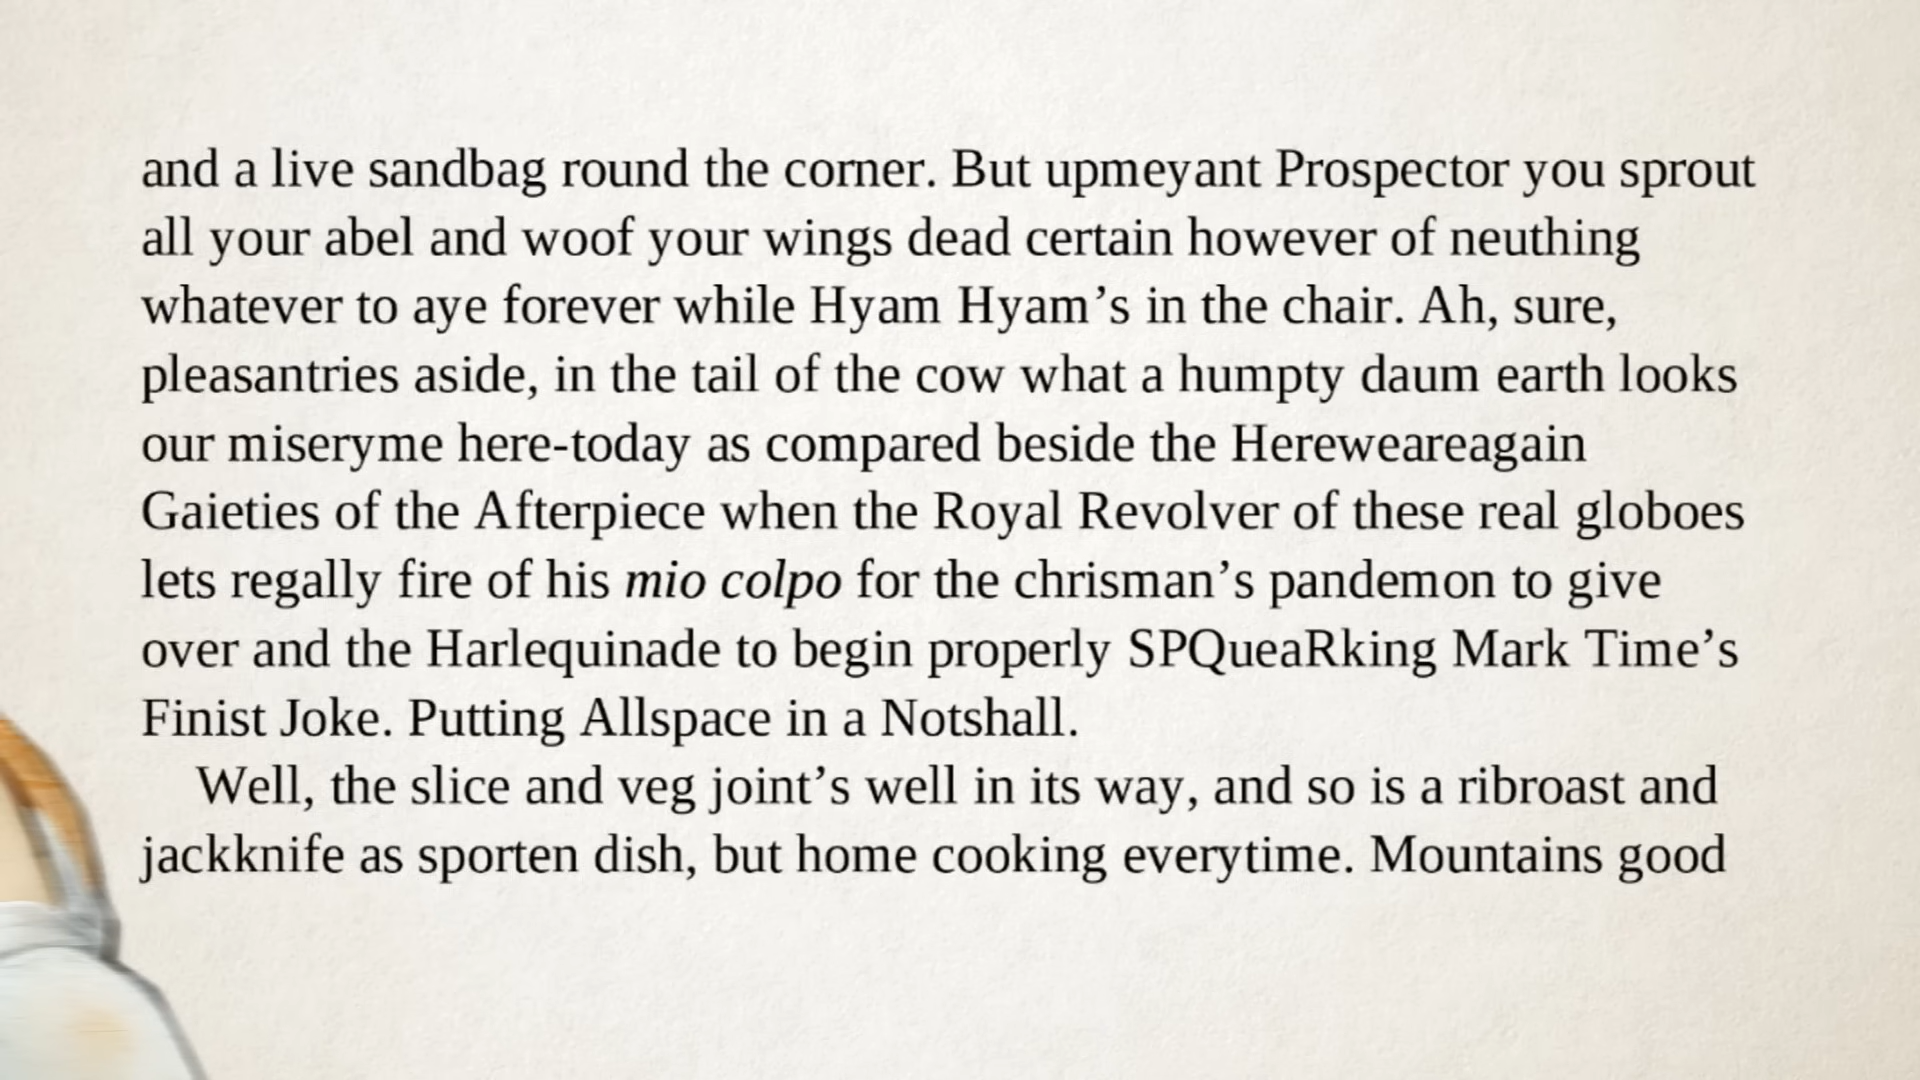 and a live sandbag round the corner. But upmeyant Prospector you sprout
all your abel and woof your wings dead certain however of neuthing
whatever to aye forever while Hyam Hyam’s in the chair. Ah, sure,
pleasantries aside, in the tail of the cow what a humpty daum earth looks
our miseryme here-today as compared beside the Hereweareagain
Gaieties of the Afterpiece when the Royal Revolver of these real globoes
lets regally fire of his mio colpo for the chrisman’s pandemon to give
over and the Harlequinade to begin properly SPQueaRking Mark Time’s
Finist Joke. Putting Allspace in a Notshall.
Well, the slice and veg joint’s well in its way, and so is a ribroast and
jackknife as sporten dish, but home cooking everytime. Mountains good